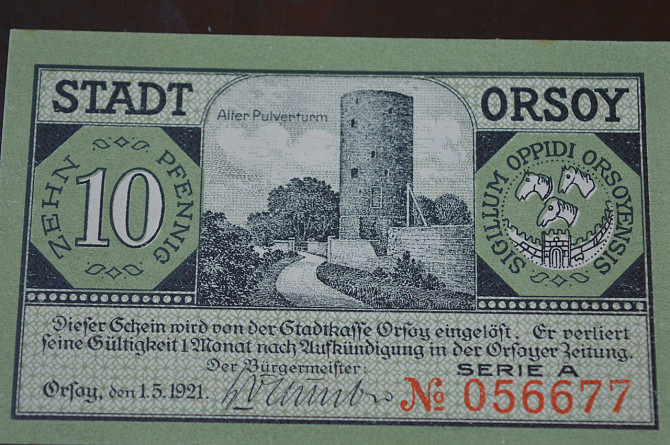 STADT ORSOY
Alter Pulverturm
ZEHN PFENNIG
10
SIGILLUM OPPIDI ORSOYENSIS
Dieser Schein wird von der Stadtkasse Orsoy eingelöst. Er verliert
seine Gültigkeit 1 Monat nach Aufkündigung in der Orsoyer Zeitung.
Der Bürgermeister:
SERIE A
Orsoy, den 1.5.1921.
№ 056677